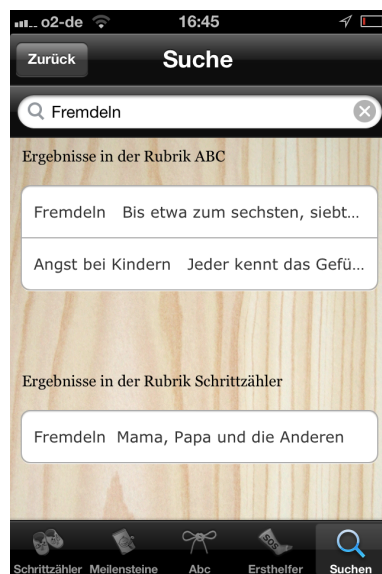 o2-de 16:45
Zurück
Suche
Fremdeln
Ergebnisse in der Rubrik ABC
Fremdeln Bis etwa zum sechsten, siebt...
Angst bei Kindern Jeder kennt das Gefü...
Ergebnisse in der Rubrik Schrittzähler
Fremdeln Mama, Papa und die Anderen
SOS
Schrittzähler Meilensteine Abc Ersthelfer Suchen